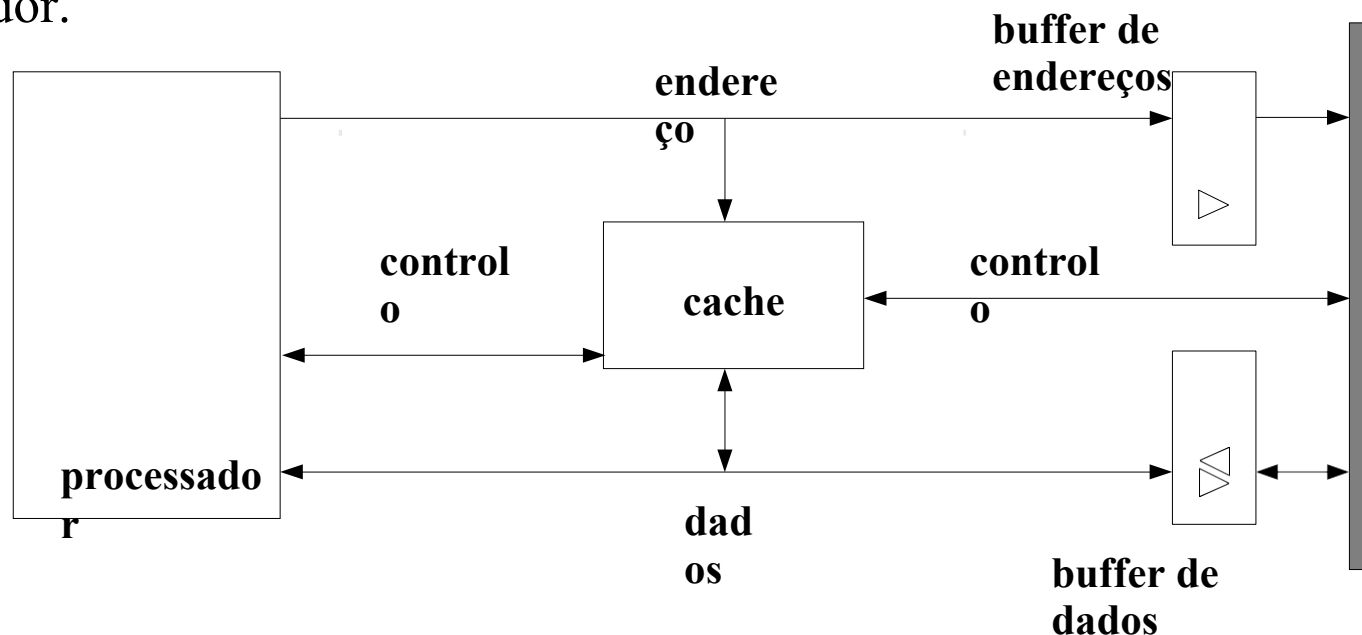 dor.
buffer de
endereços
endere
ço
control
o
control
o
cache
processado
r
dad
os
buffer de
dados